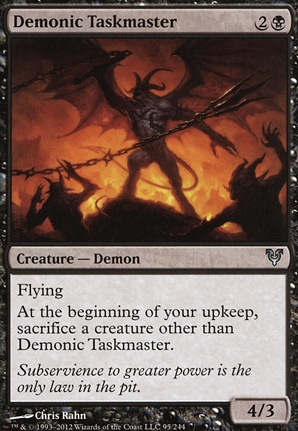 Demonic Taskmaster 2
Creature — Demon
Flying
At the beginning of your upkeep,
sacrifice a creature other than
Demonic Taskmaster.
Subservience to greater power is the
only law in the pit.
4/3
Chris Rahn
™ & © 1993–2012 Wizards of the Coast LLC 95/244